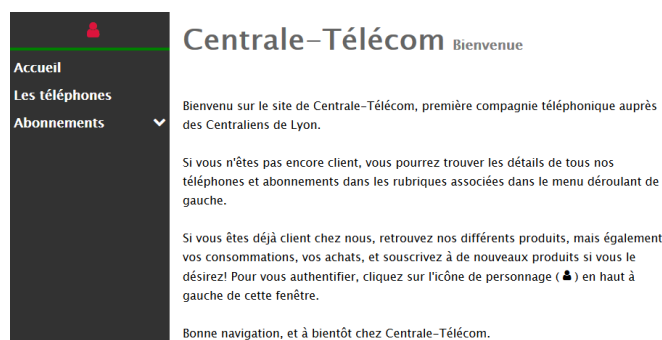 Centrale-Télécom Bienvenue
Accueil
Les téléphones
Abonnements
Bienvenu sur le site de Centrale-Télécom, première compagnie téléphonique auprès
des Centraliens de Lyon.
Si vous n'êtes pas encore client, vous pourrez trouver les détails de tous nos
téléphones et abonnements dans les rubriques associées dans le menu déroulant de
gauche.
Si vous êtes déjà client chez nous, retrouvez nos différents produits, mais également
vos consommations, vos achats, et souscrivez à de nouveaux produits si vous le
désirez! Pour vous authentifier, cliquez sur l'icône de personnage ( ) en haut à
gauche de cette fenêtre.
Bonne navigation, et à bientôt chez Centrale-Télécom.